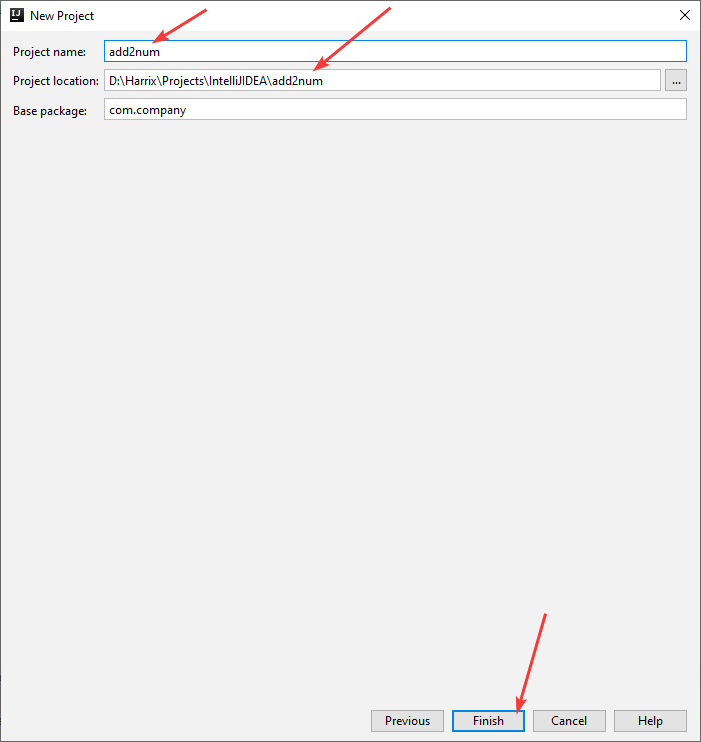 IJ New Project
Project name: add2num
Project location: D:\Harrix\Projects\IntelliJIDEA\add2num ...
Base package: com.company
Previous Finish Cancel Help